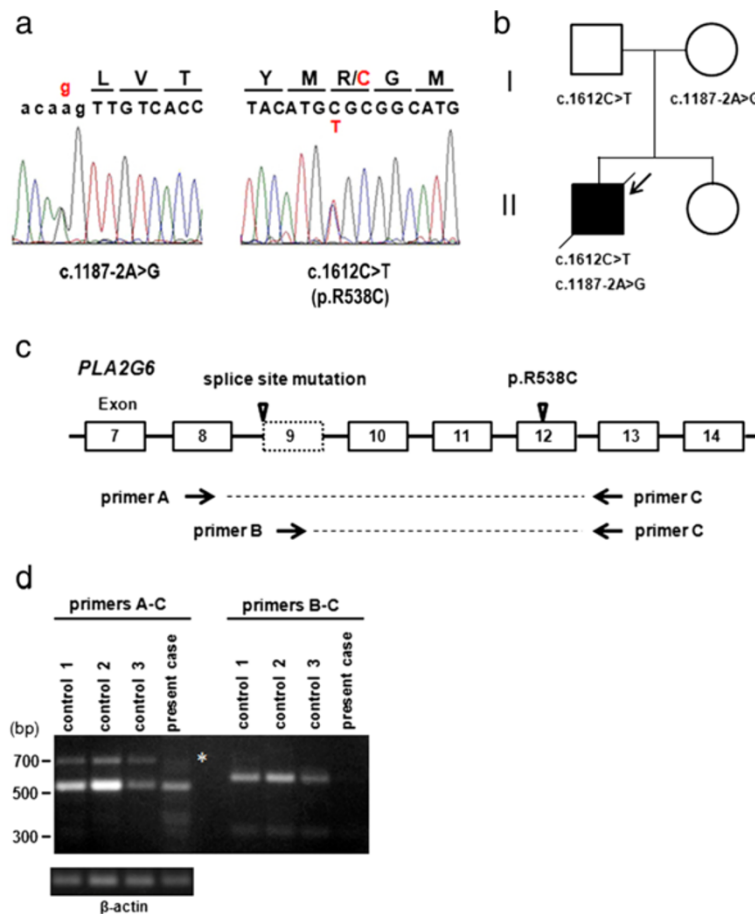 a
g
L V T
acaagTTGTCACC
c.1187-2A>G
Y M R/C G M
TACATGCGCGGCATG
T
c.1612C>T
(p.R538C)
b
I
c.1612C>T
c.1187-2A>G
II
c.1612C>T
c.1187-2A>G
c
PLA2G6
splice site mutation
p.R538C
Exon
7 8 9 10 11 12 13 14
primer A primer C
primer B primer C
d
primers A-C primers B-C
control 1
control 2
control 3
present case
control 1
control 2
control 3
present case
(bp)
700
*
500
300
β-actin